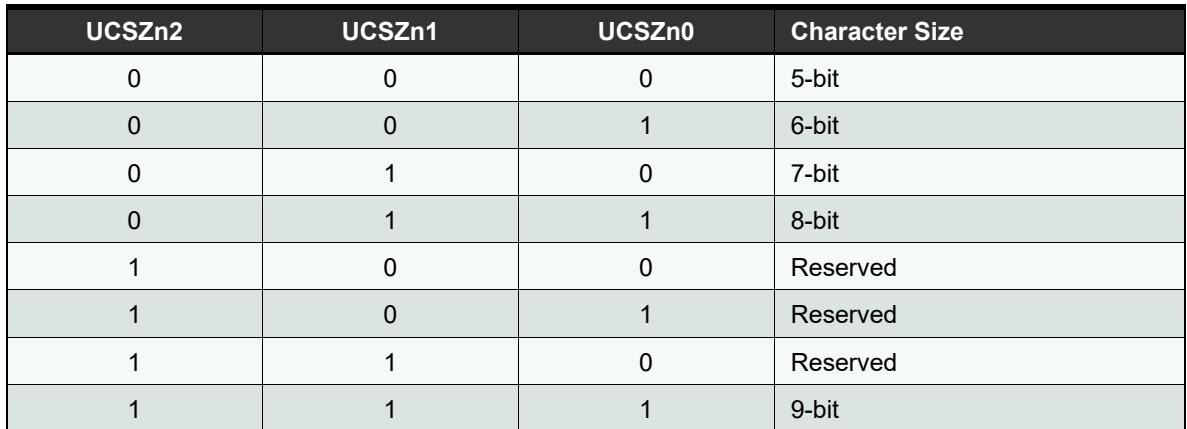 UCSZn2 UCSZn1 UCSZn0 Character Size
0 0 0 5-bit
0 0 1 6-bit
0 1 0 7-bit
0 1 1 8-bit
1 0 0 Reserved
1 0 1 Reserved
1 1 0 Reserved
1 1 1 9-bit